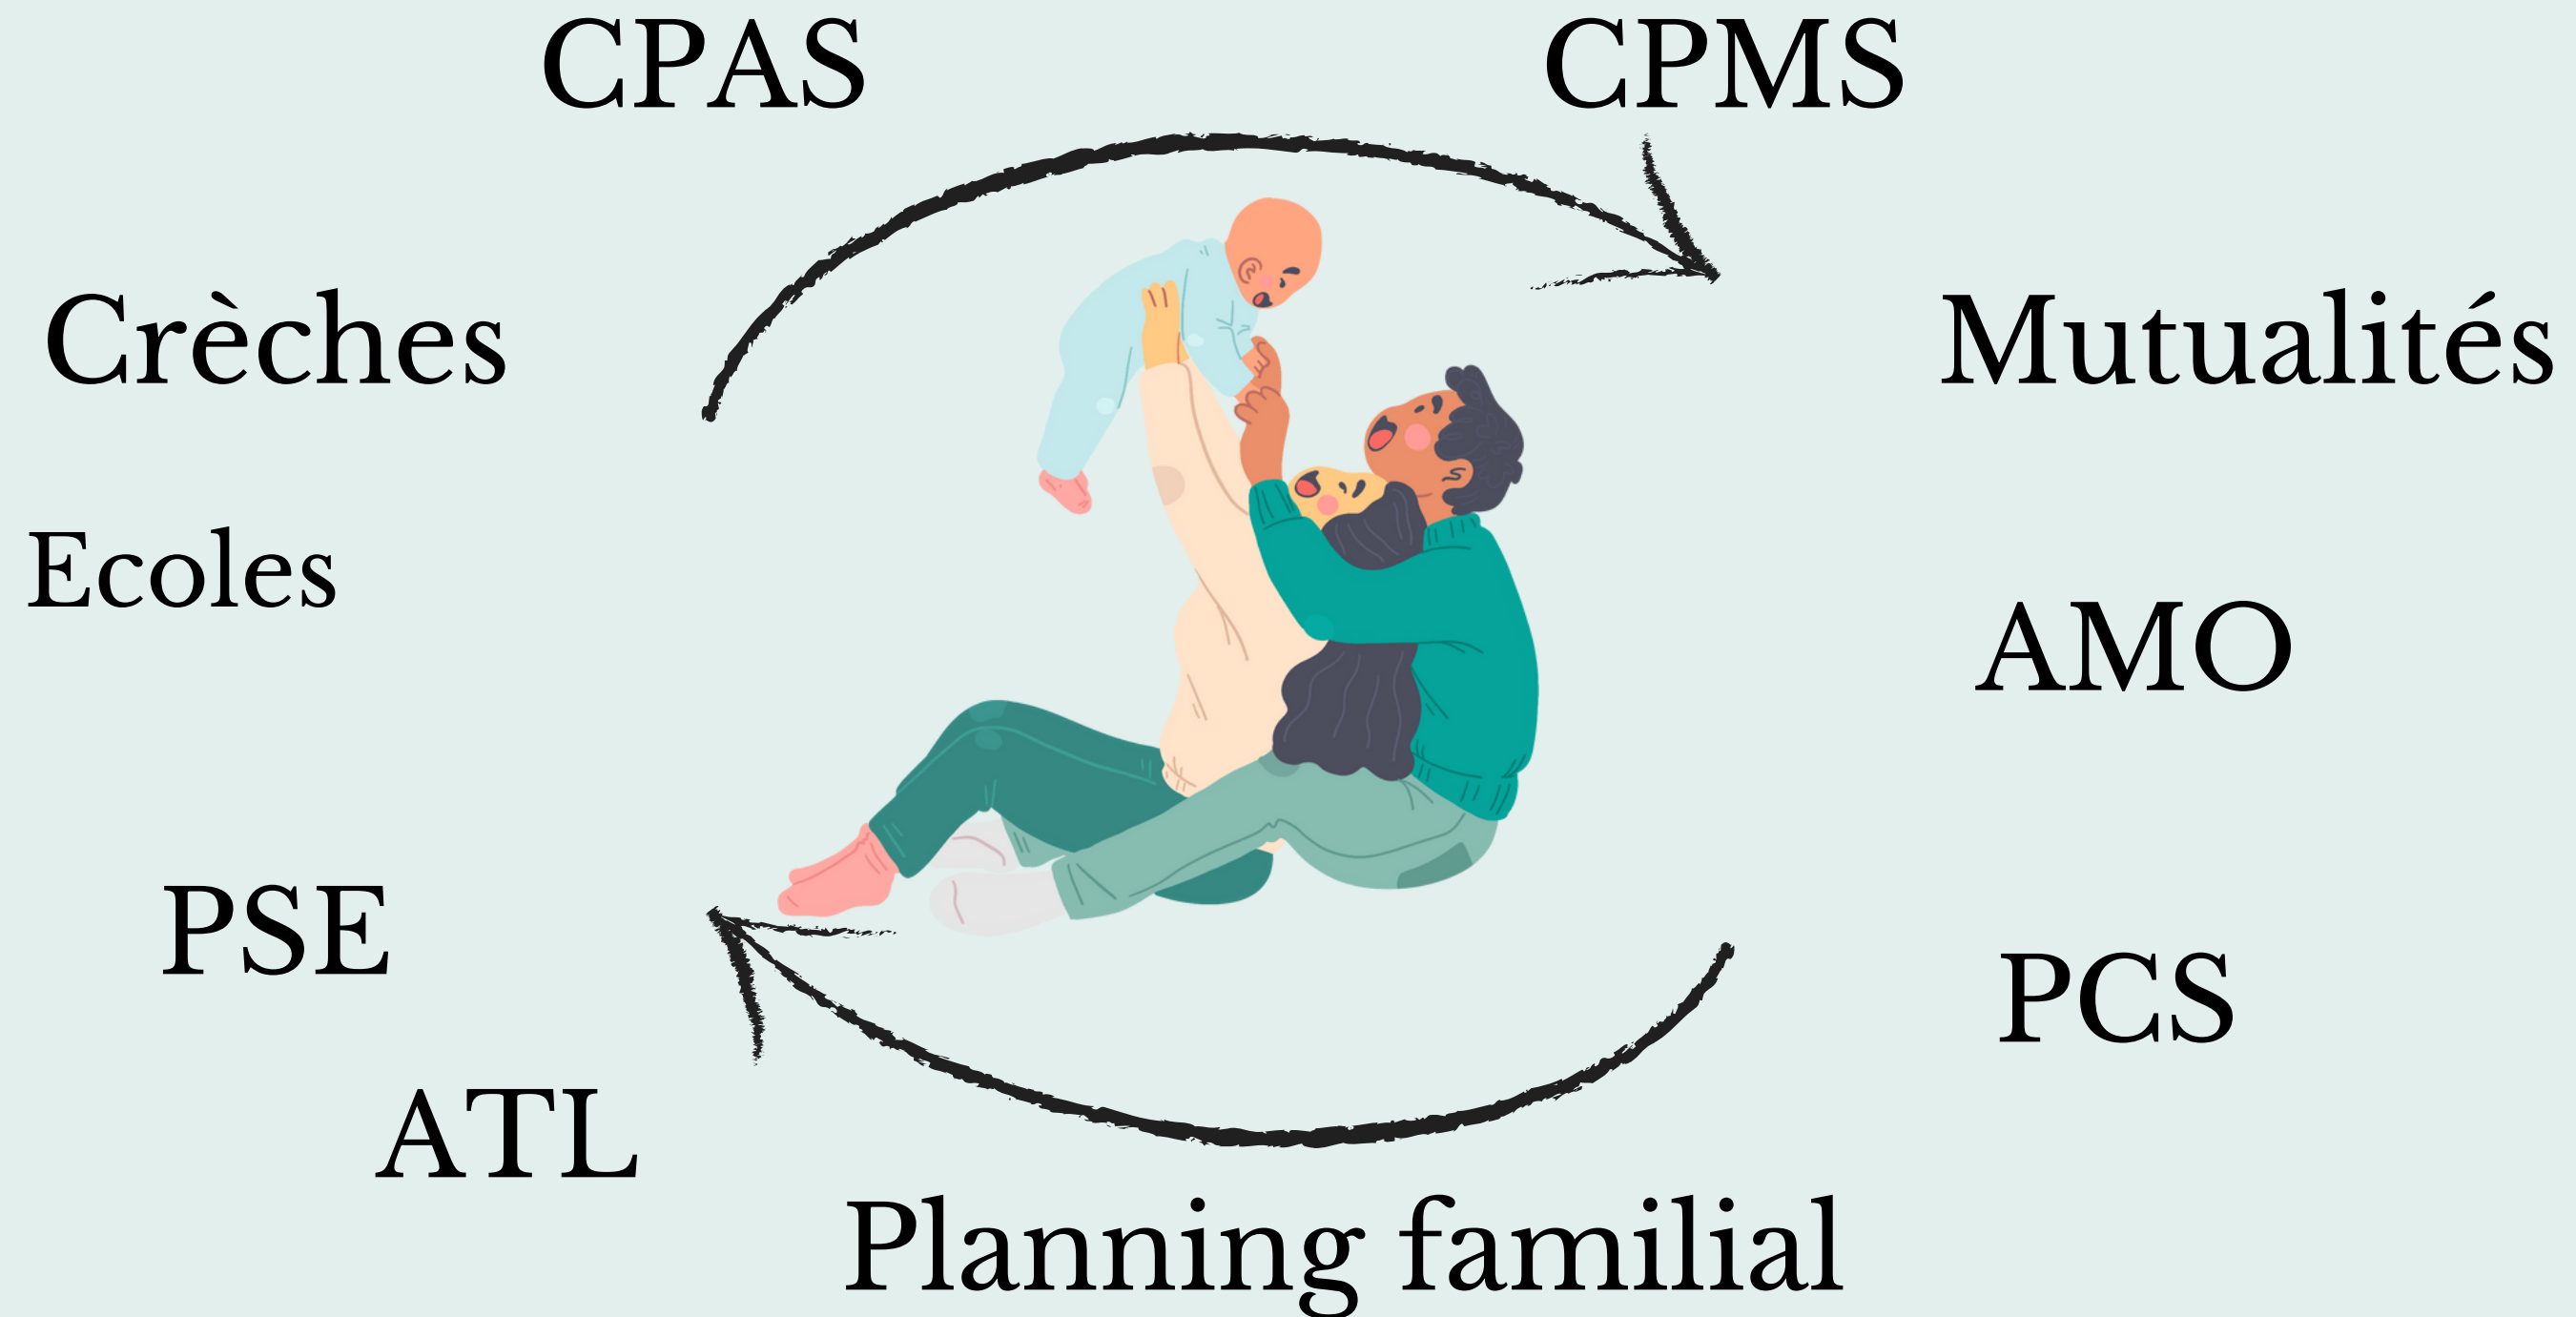 CPAS
CPMS
Crèches
Mutualités
Ecoles
AMO
PSE
PCS
ATL
Planning familial